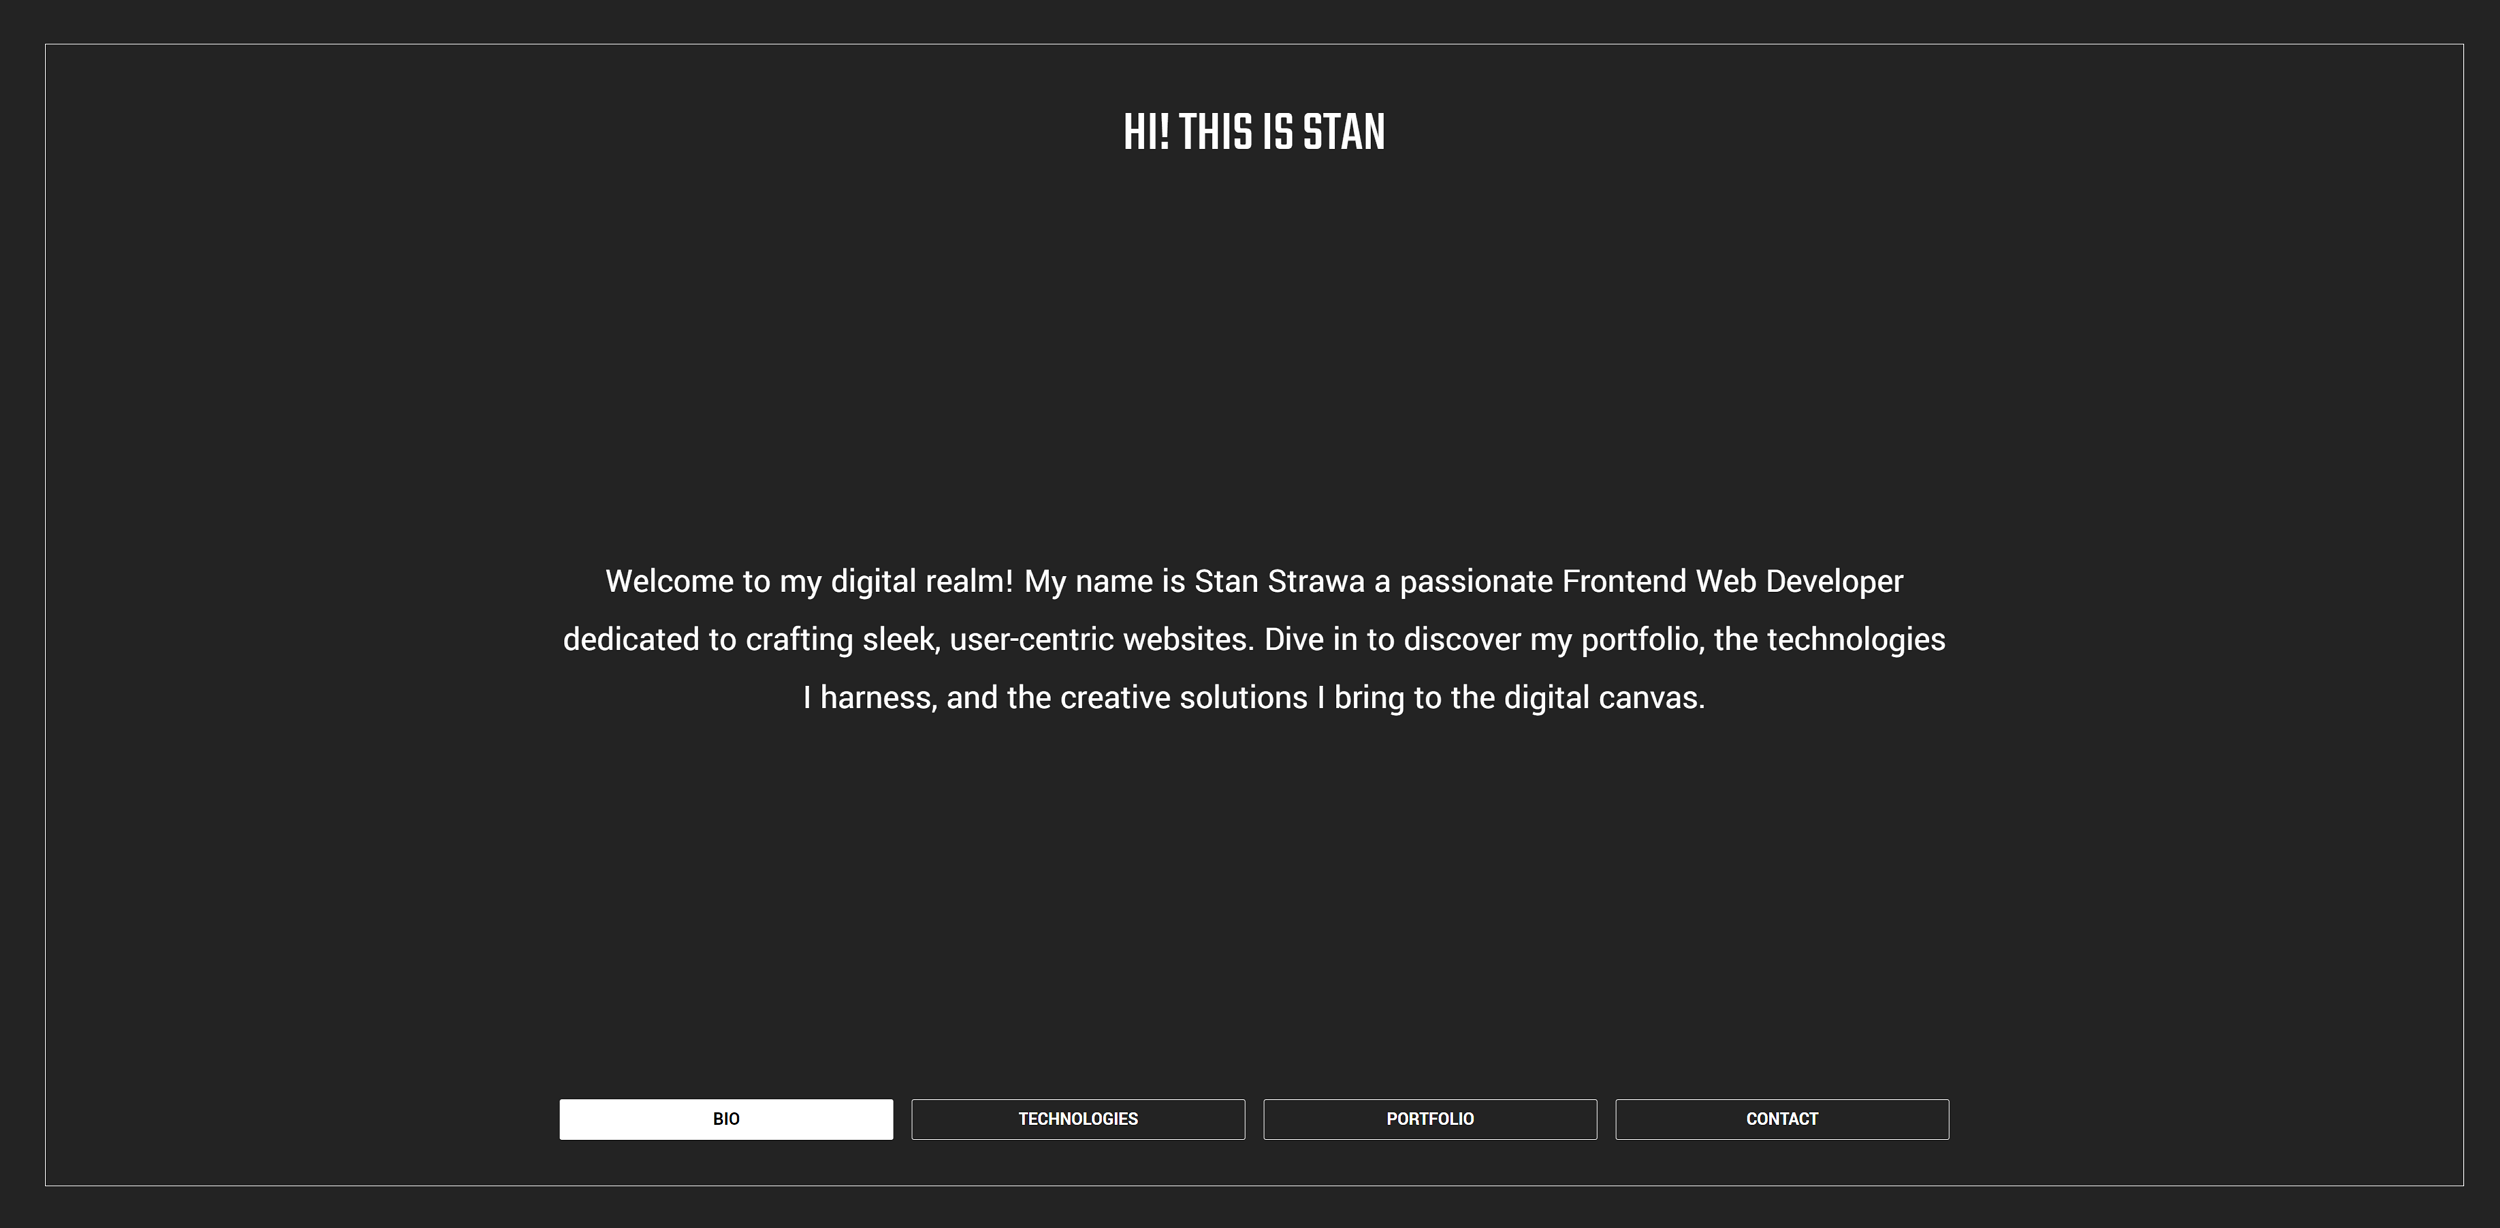 HI! THIS IS STAN
Welcome to my digital realm! My name is Stan Strawa a passionate Frontend Web Developer
dedicated to crafting sleek, user-centric websites. Dive in to discover my portfolio, the technologies
I harness, and the creative solutions I bring to the digital canvas.
BIO
TECHNOLOGIES
PORTFOLIO
CONTACT